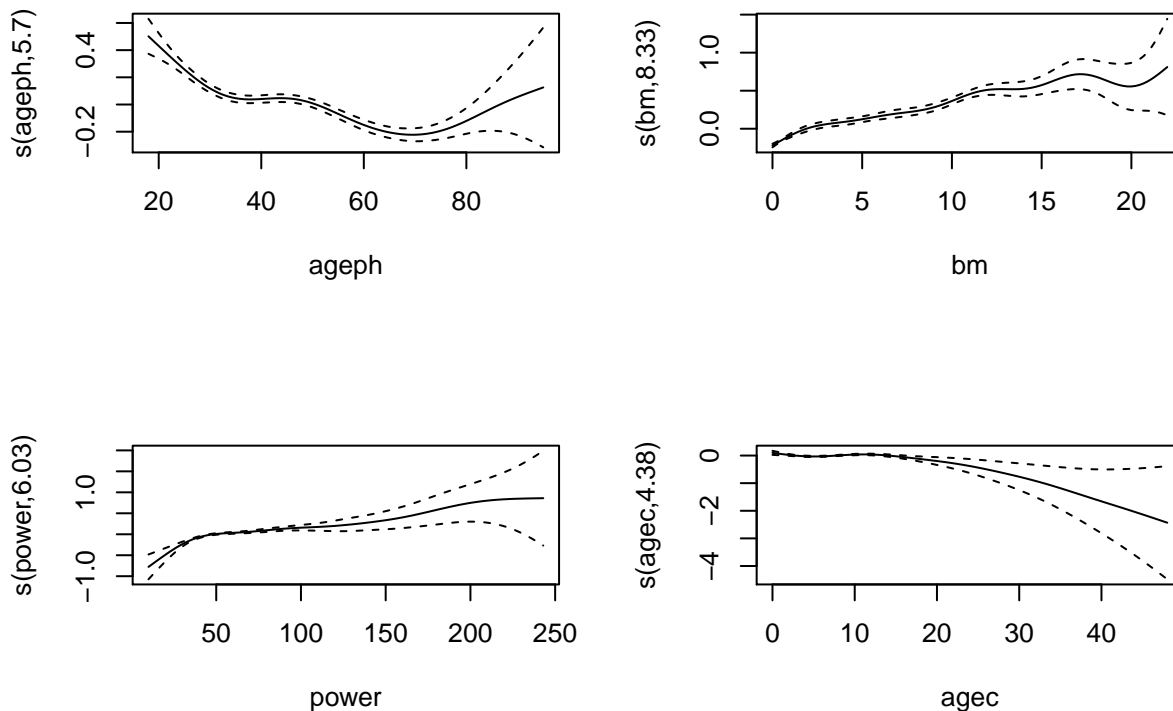 s(ageph,5.7)
0.4
−0.2
20 40 60 80
ageph
s(bm,8.33)
1.0
0.0
0 5 10 15 20
bm
s(power,6.03)
1.0
−1.0
50 100 150 200 250
power
s(agec,4.38)
0
−2
−4
0 10 20 30 40
agec